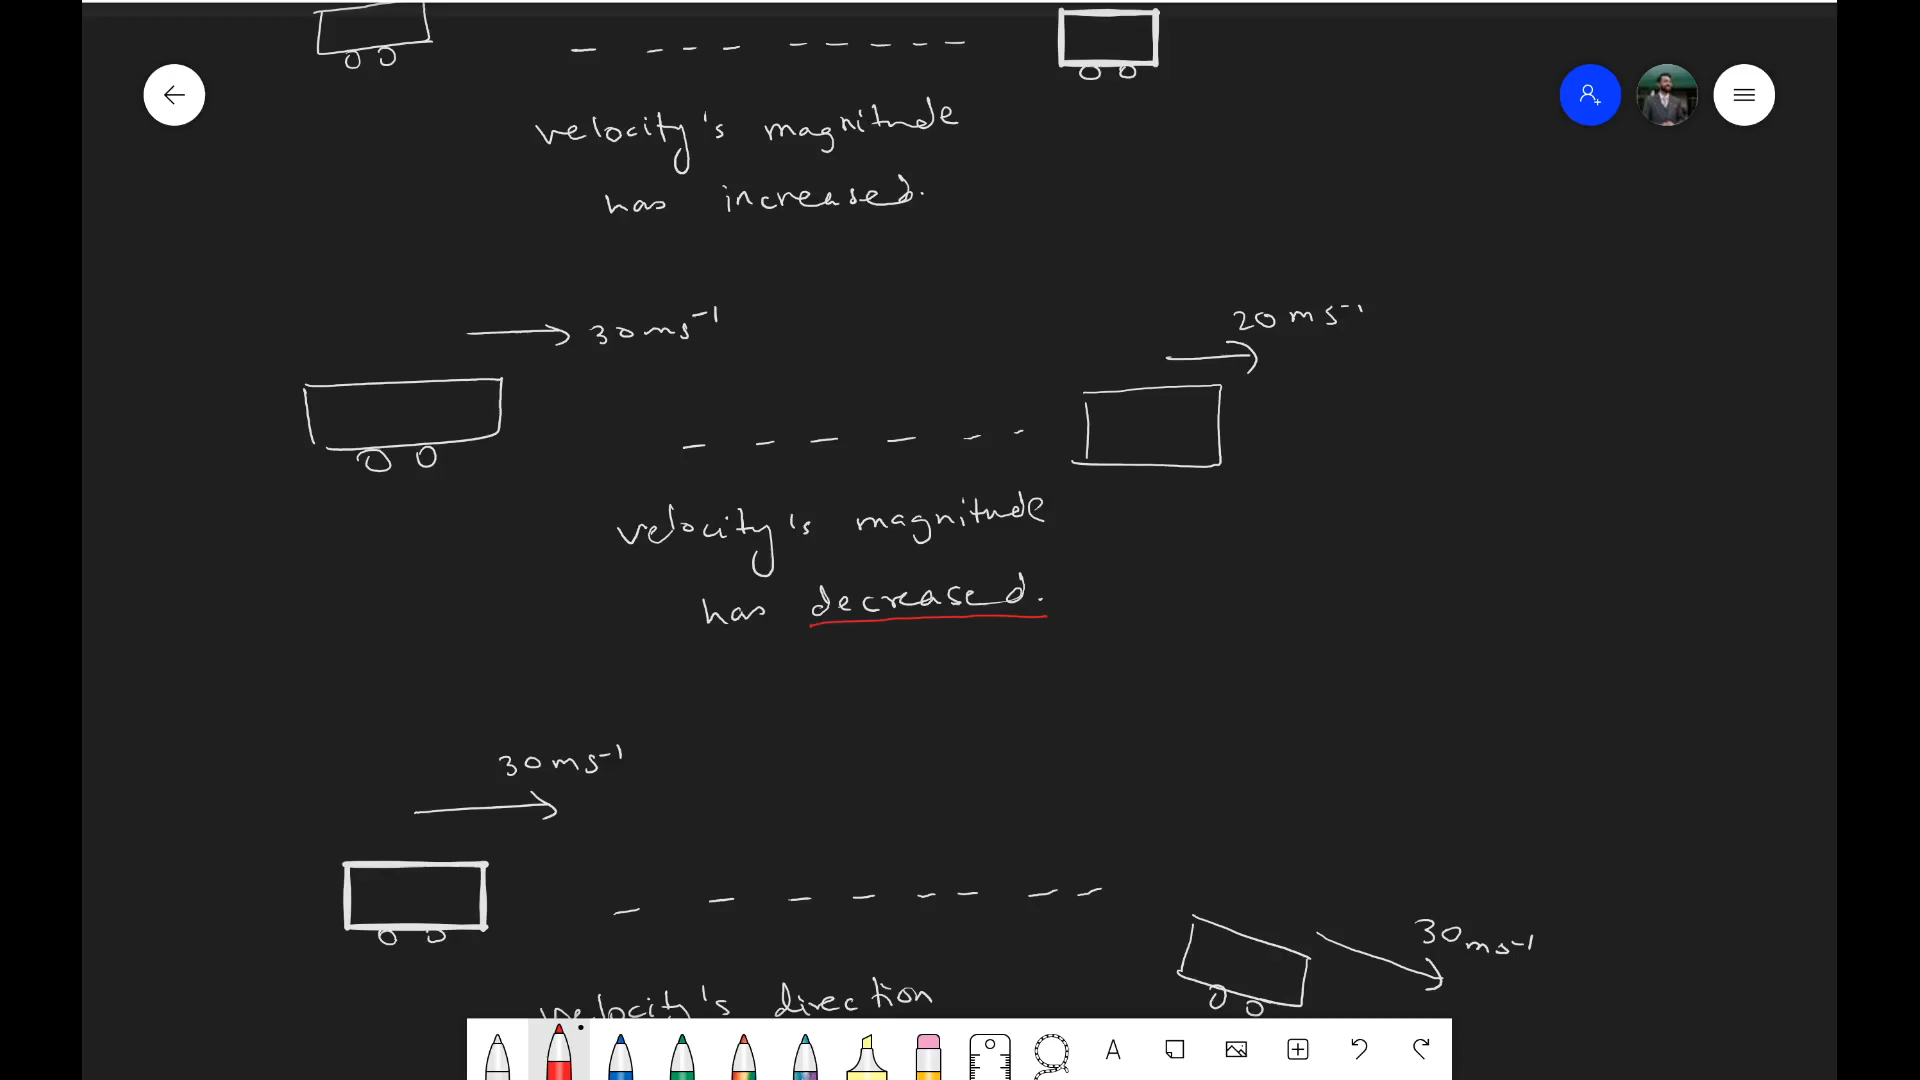 velocity's magnitude
has increased.
30 ms⁻¹
20 ms⁻¹
velocity's magnitude
has decreased.
30 ms⁻¹
30 ms⁻¹
velocity's direction
A